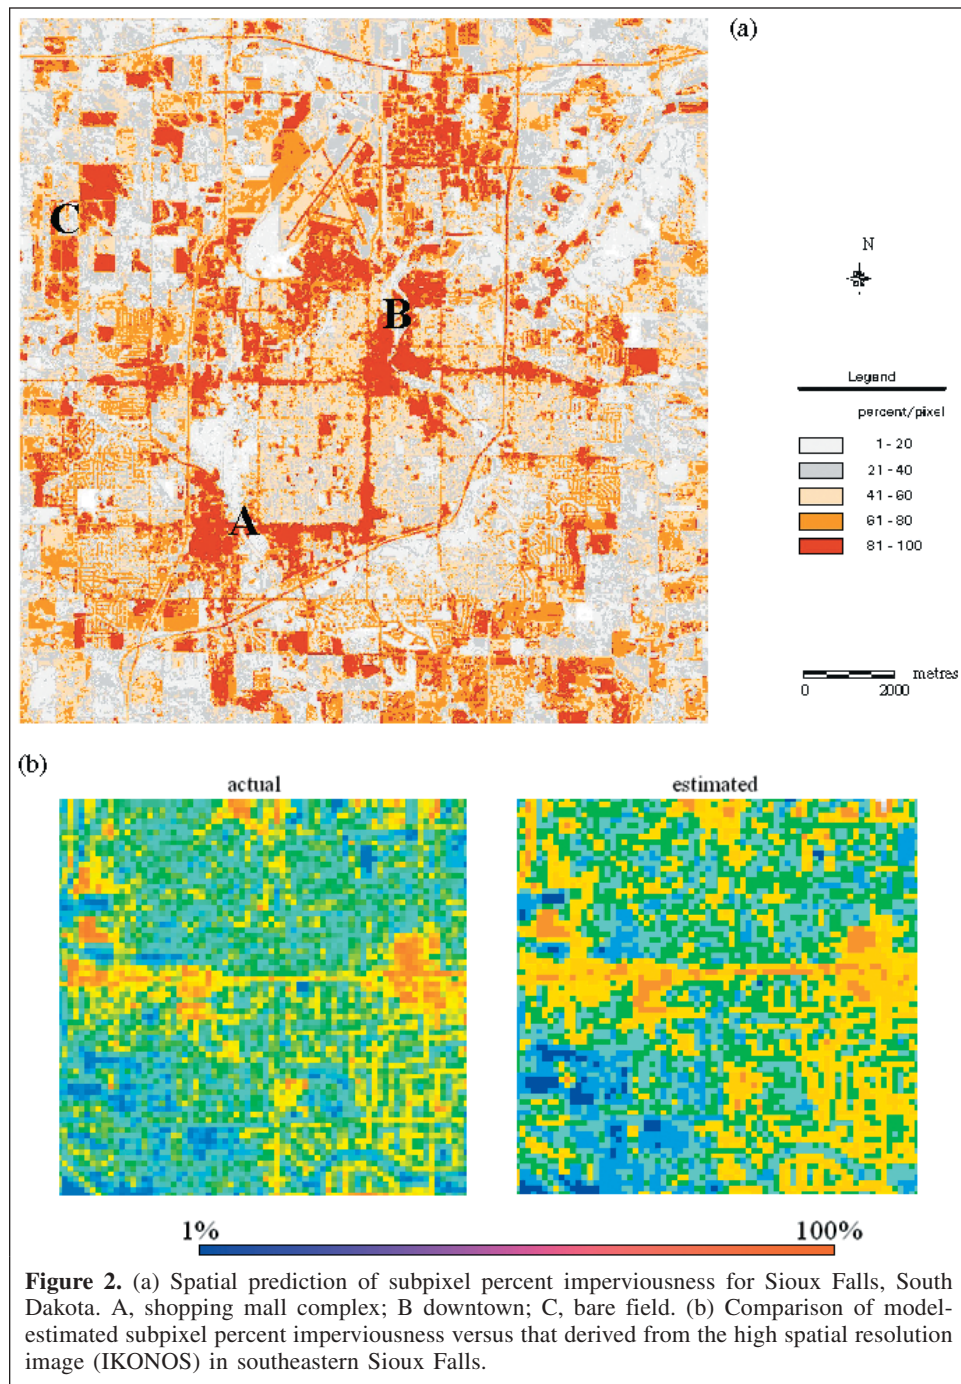 (a)
C
B
A
N
Legend
percent/pixel
1 - 20
21 - 40
41 - 60
61 - 80
81 - 100
0 2000 metres
(b)
actual estimated
1% 100%
Figure 2. (a) Spatial prediction of subpixel percent imperviousness for Sioux Falls, South
Dakota. A, shopping mall complex; B downtown; C, bare field. (b) Comparison of model-
estimated subpixel percent imperviousness versus that derived from the high spatial resolution
image (IKONOS) in southeastern Sioux Falls.